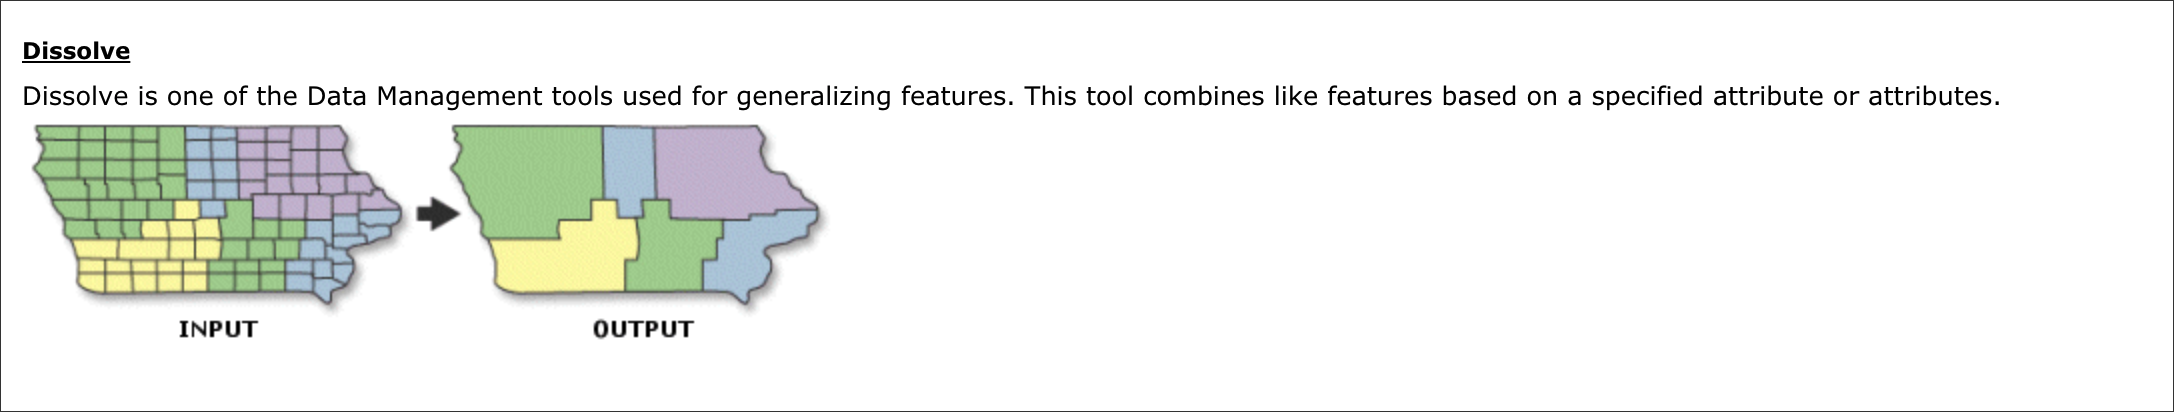 Dissolve
Dissolve is one of the Data Management tools used for generalizing features. This tool combines like features based on a specified attribute or attributes.
INPUT
OUTPUT